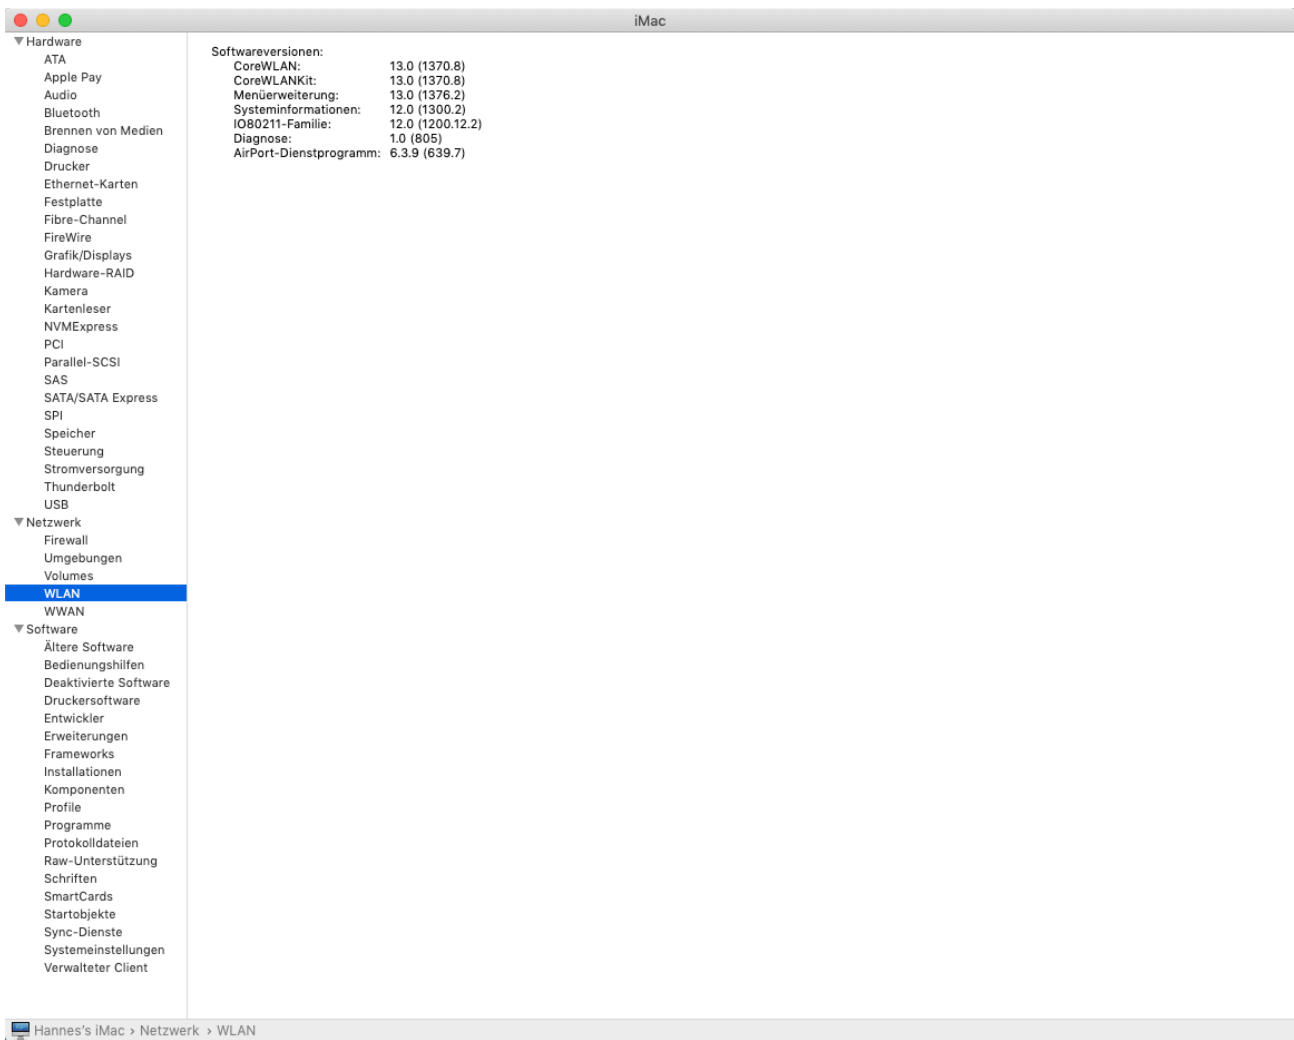 iMac
Hardware
ATA
Apple Pay
Audio
Bluetooth
Brennen von Medien
Diagnose
Drucker
Ethernet-Karten
Festplatte
Fibre-Channel
FireWire
Grafik/Displays
Hardware-RAID
Kamera
Kartenleser
NVMExpress
PCI
Parallel-SCSI
SAS
SATA/SATA Express
SPI
Speicher
Steuerung
Stromversorgung
Thunderbolt
USB
Netzwerk
Firewall
Umgebungen
Volumes
WLAN
WWAN
Software
Ältere Software
Bedienungshilfen
Deaktivierte Software
Druckersoftware
Entwickler
Erweiterungen
Frameworks
Installationen
Komponenten
Profile
Programme
Protokolldateien
Raw-Unterstützung
Schriften
SmartCards
Startobjekte
Sync-Dienste
Systemeinstellungen
Verwalteter Client
Softwareversionen:
CoreWLAN: 13.0 (1370.8)
CoreWLANKit: 13.0 (1370.8)
Menüerweiterung: 13.0 (1376.2)
Systeminformationen: 12.0 (1300.2)
IO80211-Familie: 12.0 (1200.12.2)
Diagnose: 1.0 (805)
AirPort-Dienstprogramm: 6.3.9 (639.7)
Hannes's iMac › Netzwerk › WLAN